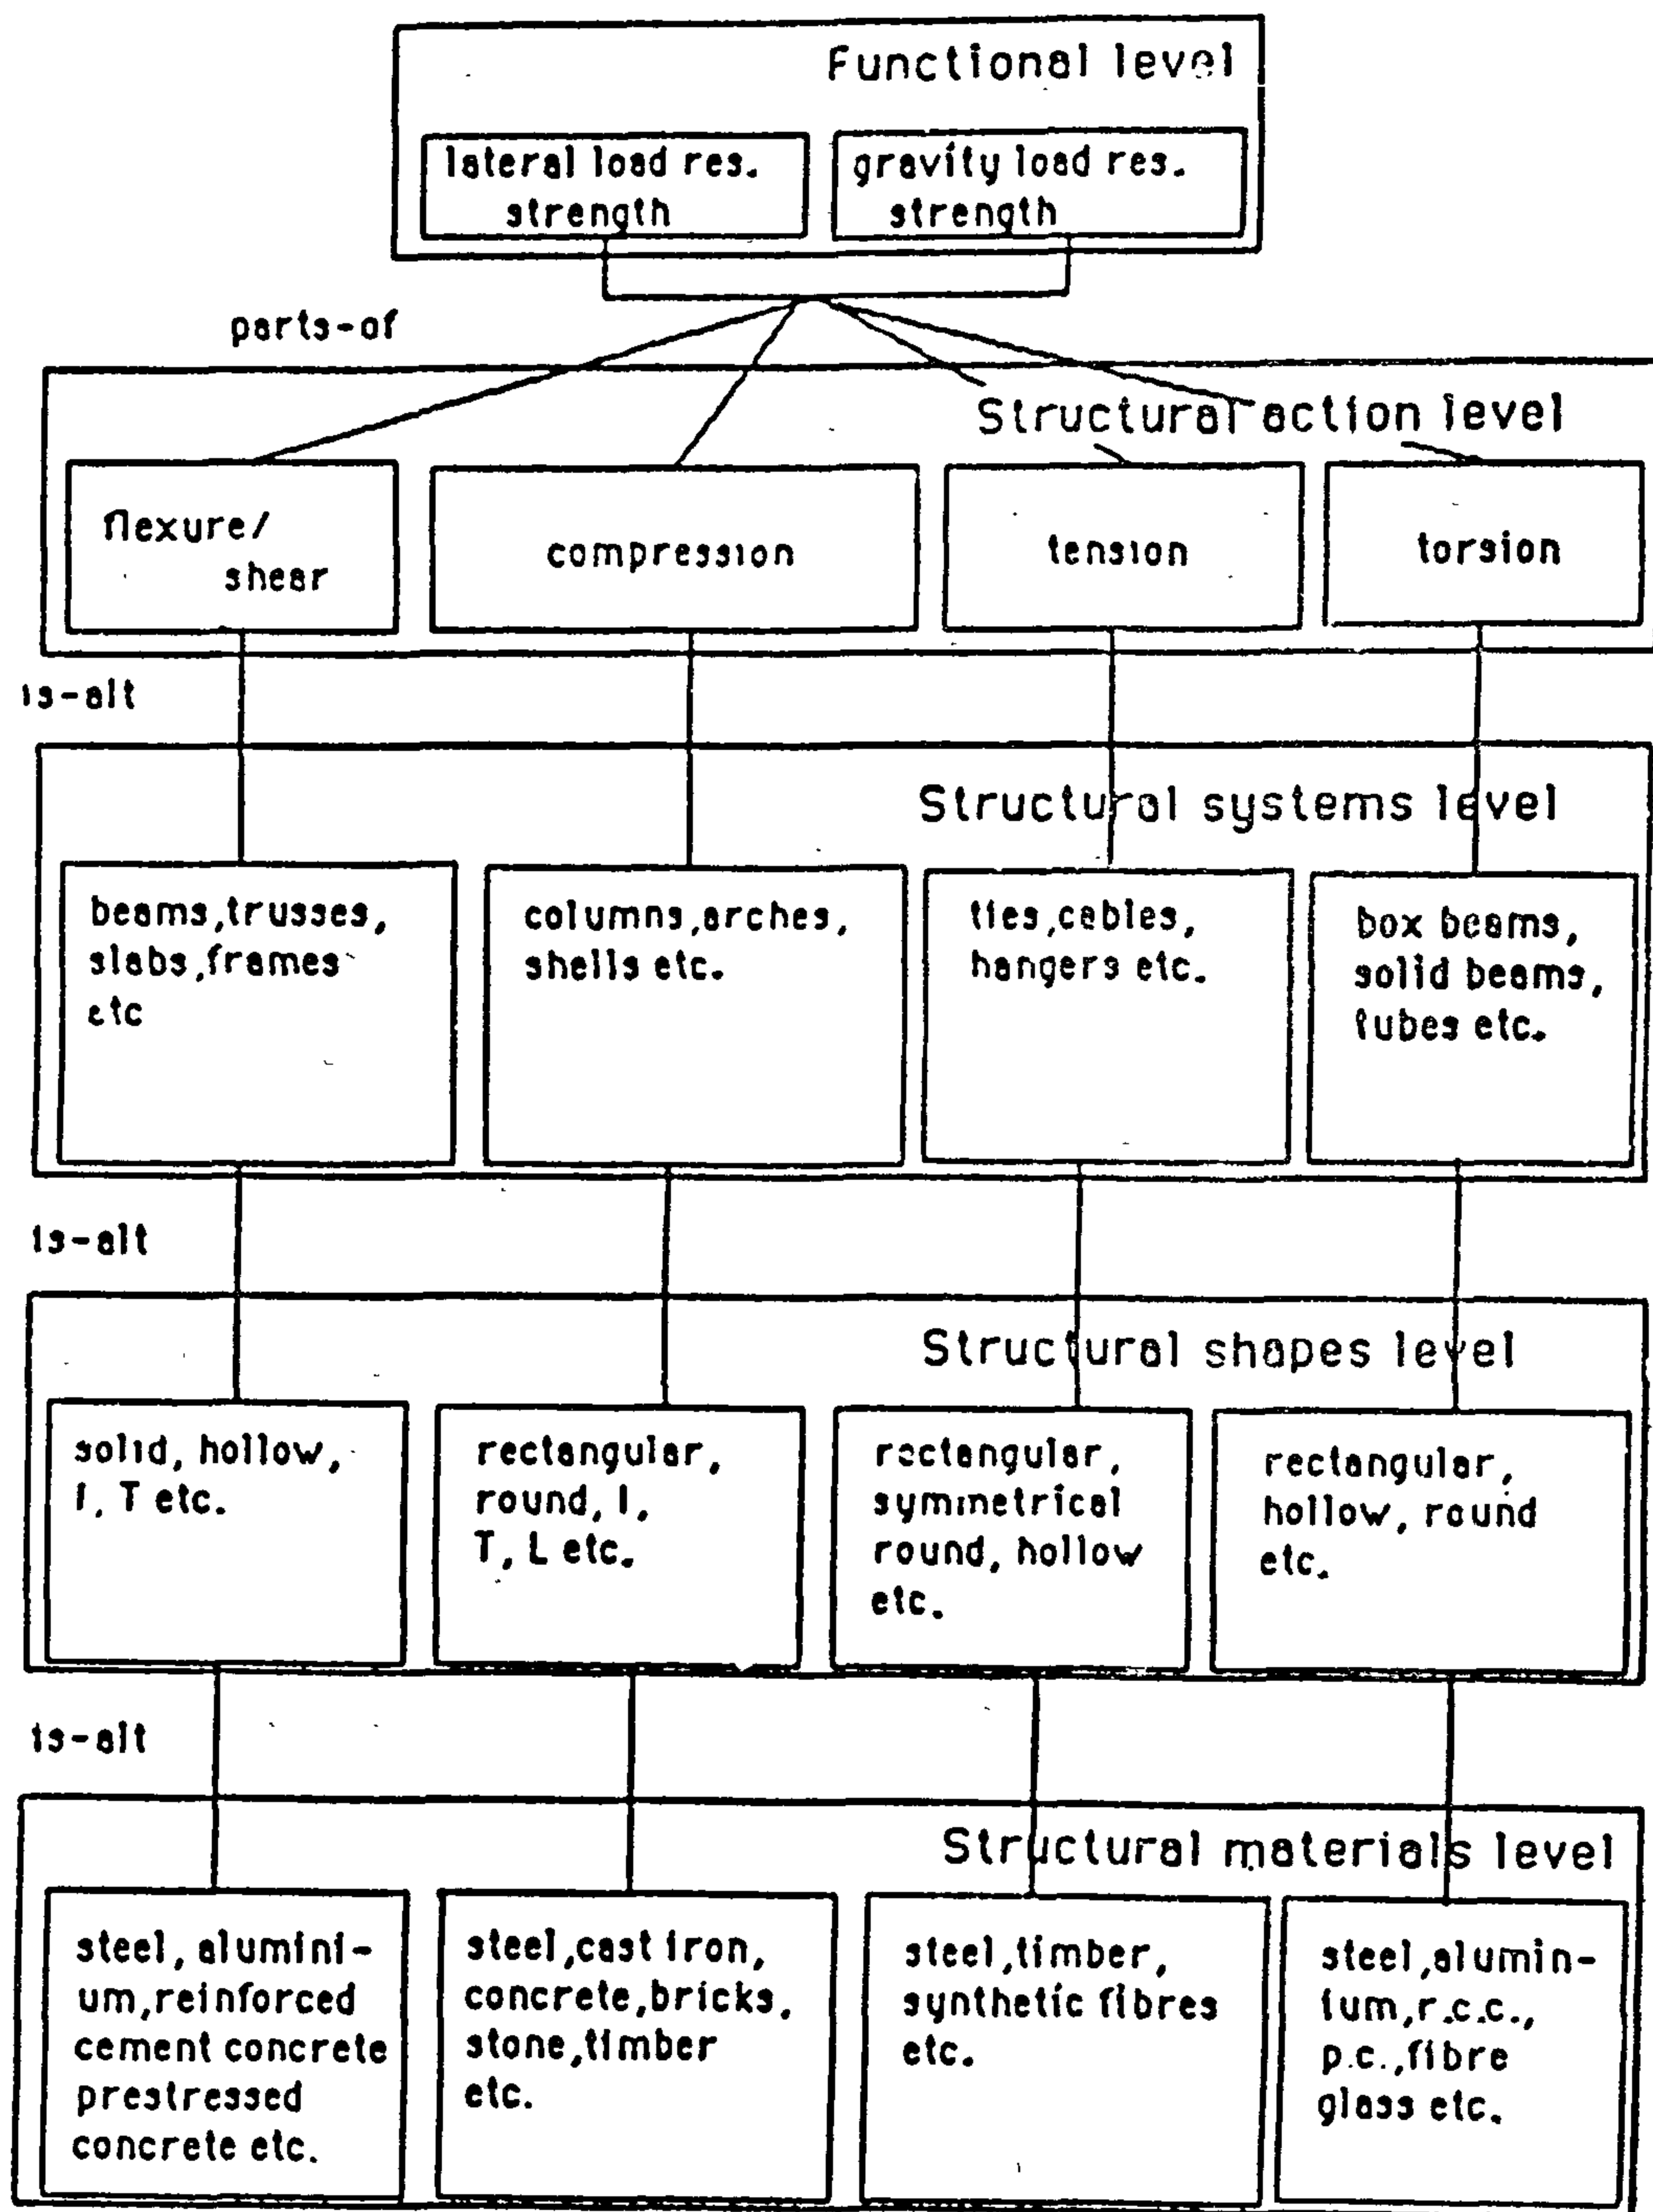 Functional level
lateral load res.
strength
gravity load res.
strength
parts-of
Structural action level
flexure/
shear
compression
tension
torsion
is-alt
Structural systems level
beams,trusses,
slabs,frames
etc
columns,arches,
shells etc.
ties,cables,
hangers etc.
box beams,
solid beams,
tubes etc.
is-alt
Structural shapes level
solid, hollow,
I, T etc.
rectangular,
round, I,
T, L etc.
rectangular,
symmetrical
round, hollow
etc.
rectangular,
hollow, round
etc.
is-alt
Structural materials level
steel, alumini-
um,reinforced
cement concrete
prestressed
concrete etc.
steel,cast iron,
concrete,bricks,
stone,timber
etc.
steel,timber,
synthetic fibres
etc.
steel,alumin-
ium,r.c.c.,
p.c.,fibre
glass etc.